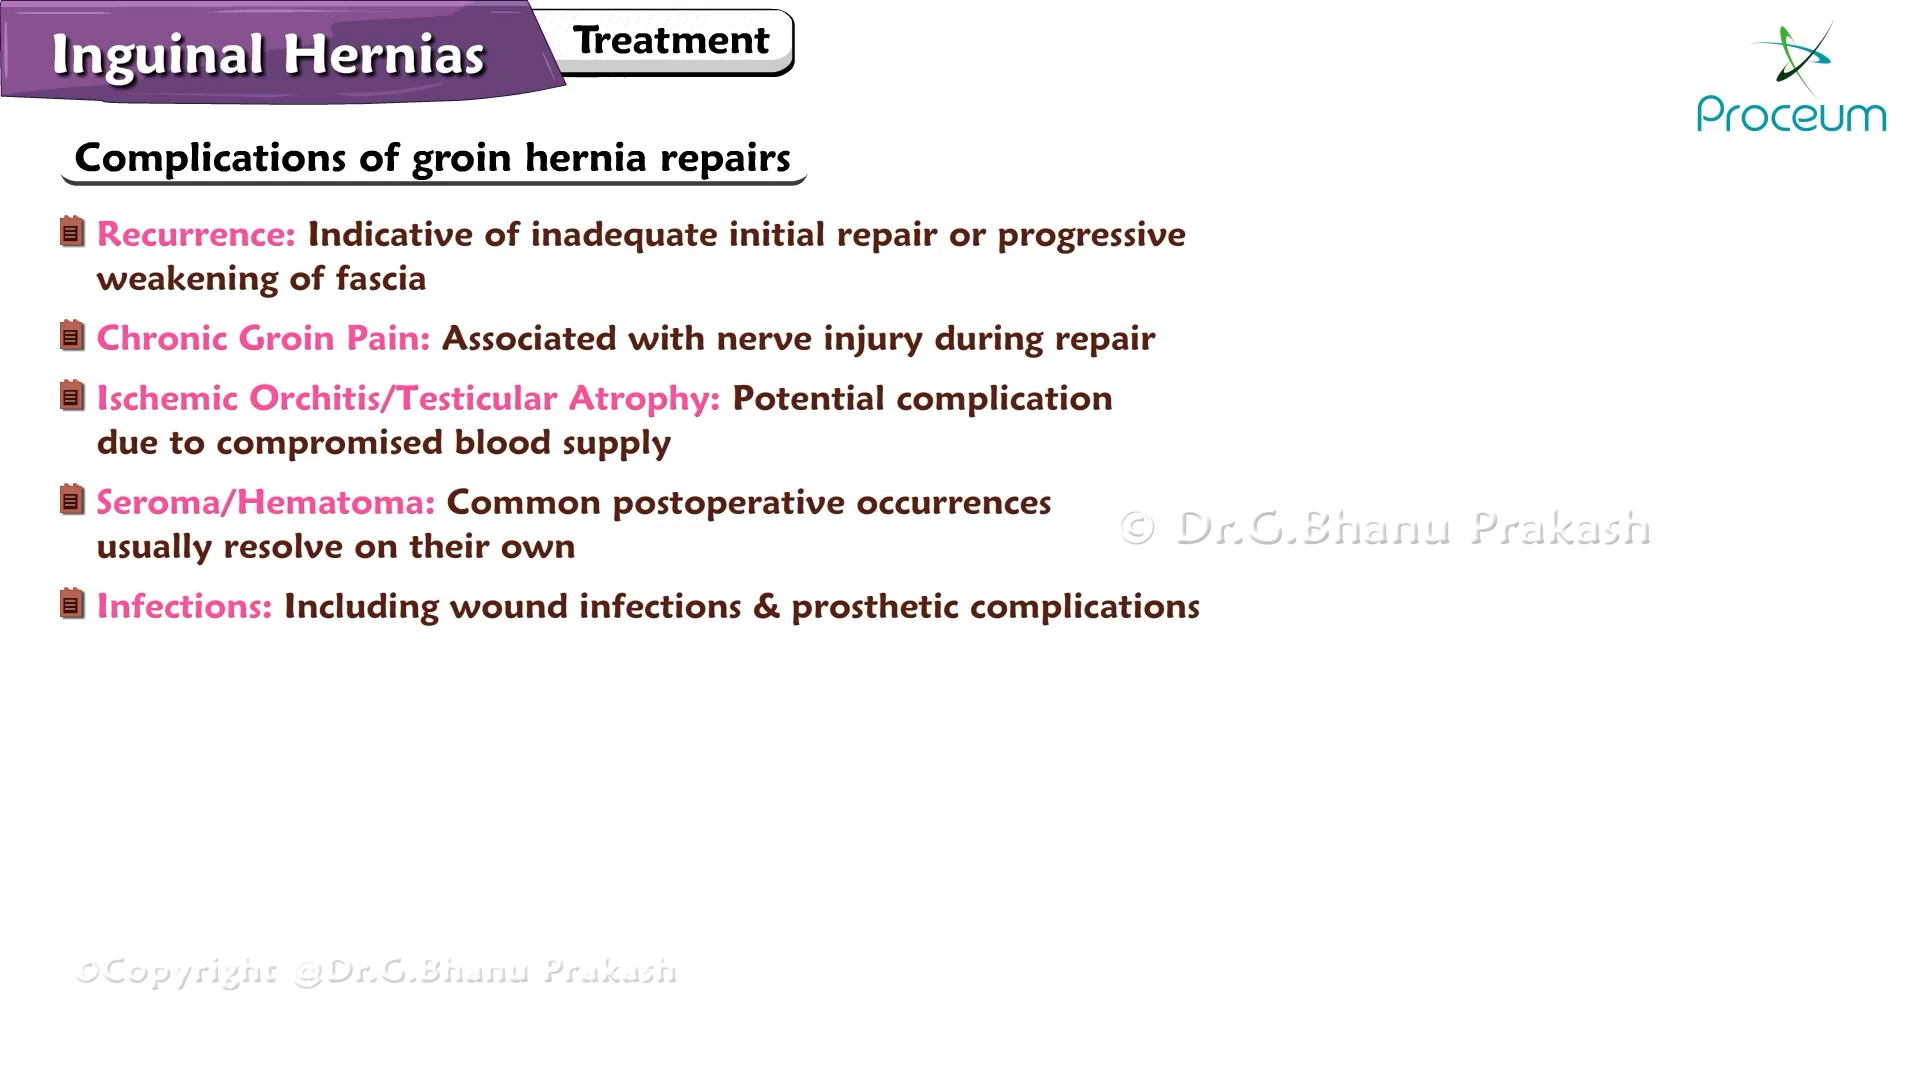 Inguinal Hernias
Treatment
Proceum
Complications of groin hernia repairs
Recurrence: Indicative of inadequate initial repair or progressive
weakening of fascia
Chronic Groin Pain: Associated with nerve injury during repair
Ischemic Orchitis/Testicular Atrophy: Potential complication
due to compromised blood supply
Seroma/Hematoma: Common postoperative occurrences
usually resolve on their own
© Dr.G.Bhanu Prakash
Infections: Including wound infections & prosthetic complications
©Copyright @Dr.G.Bhanu Prakash